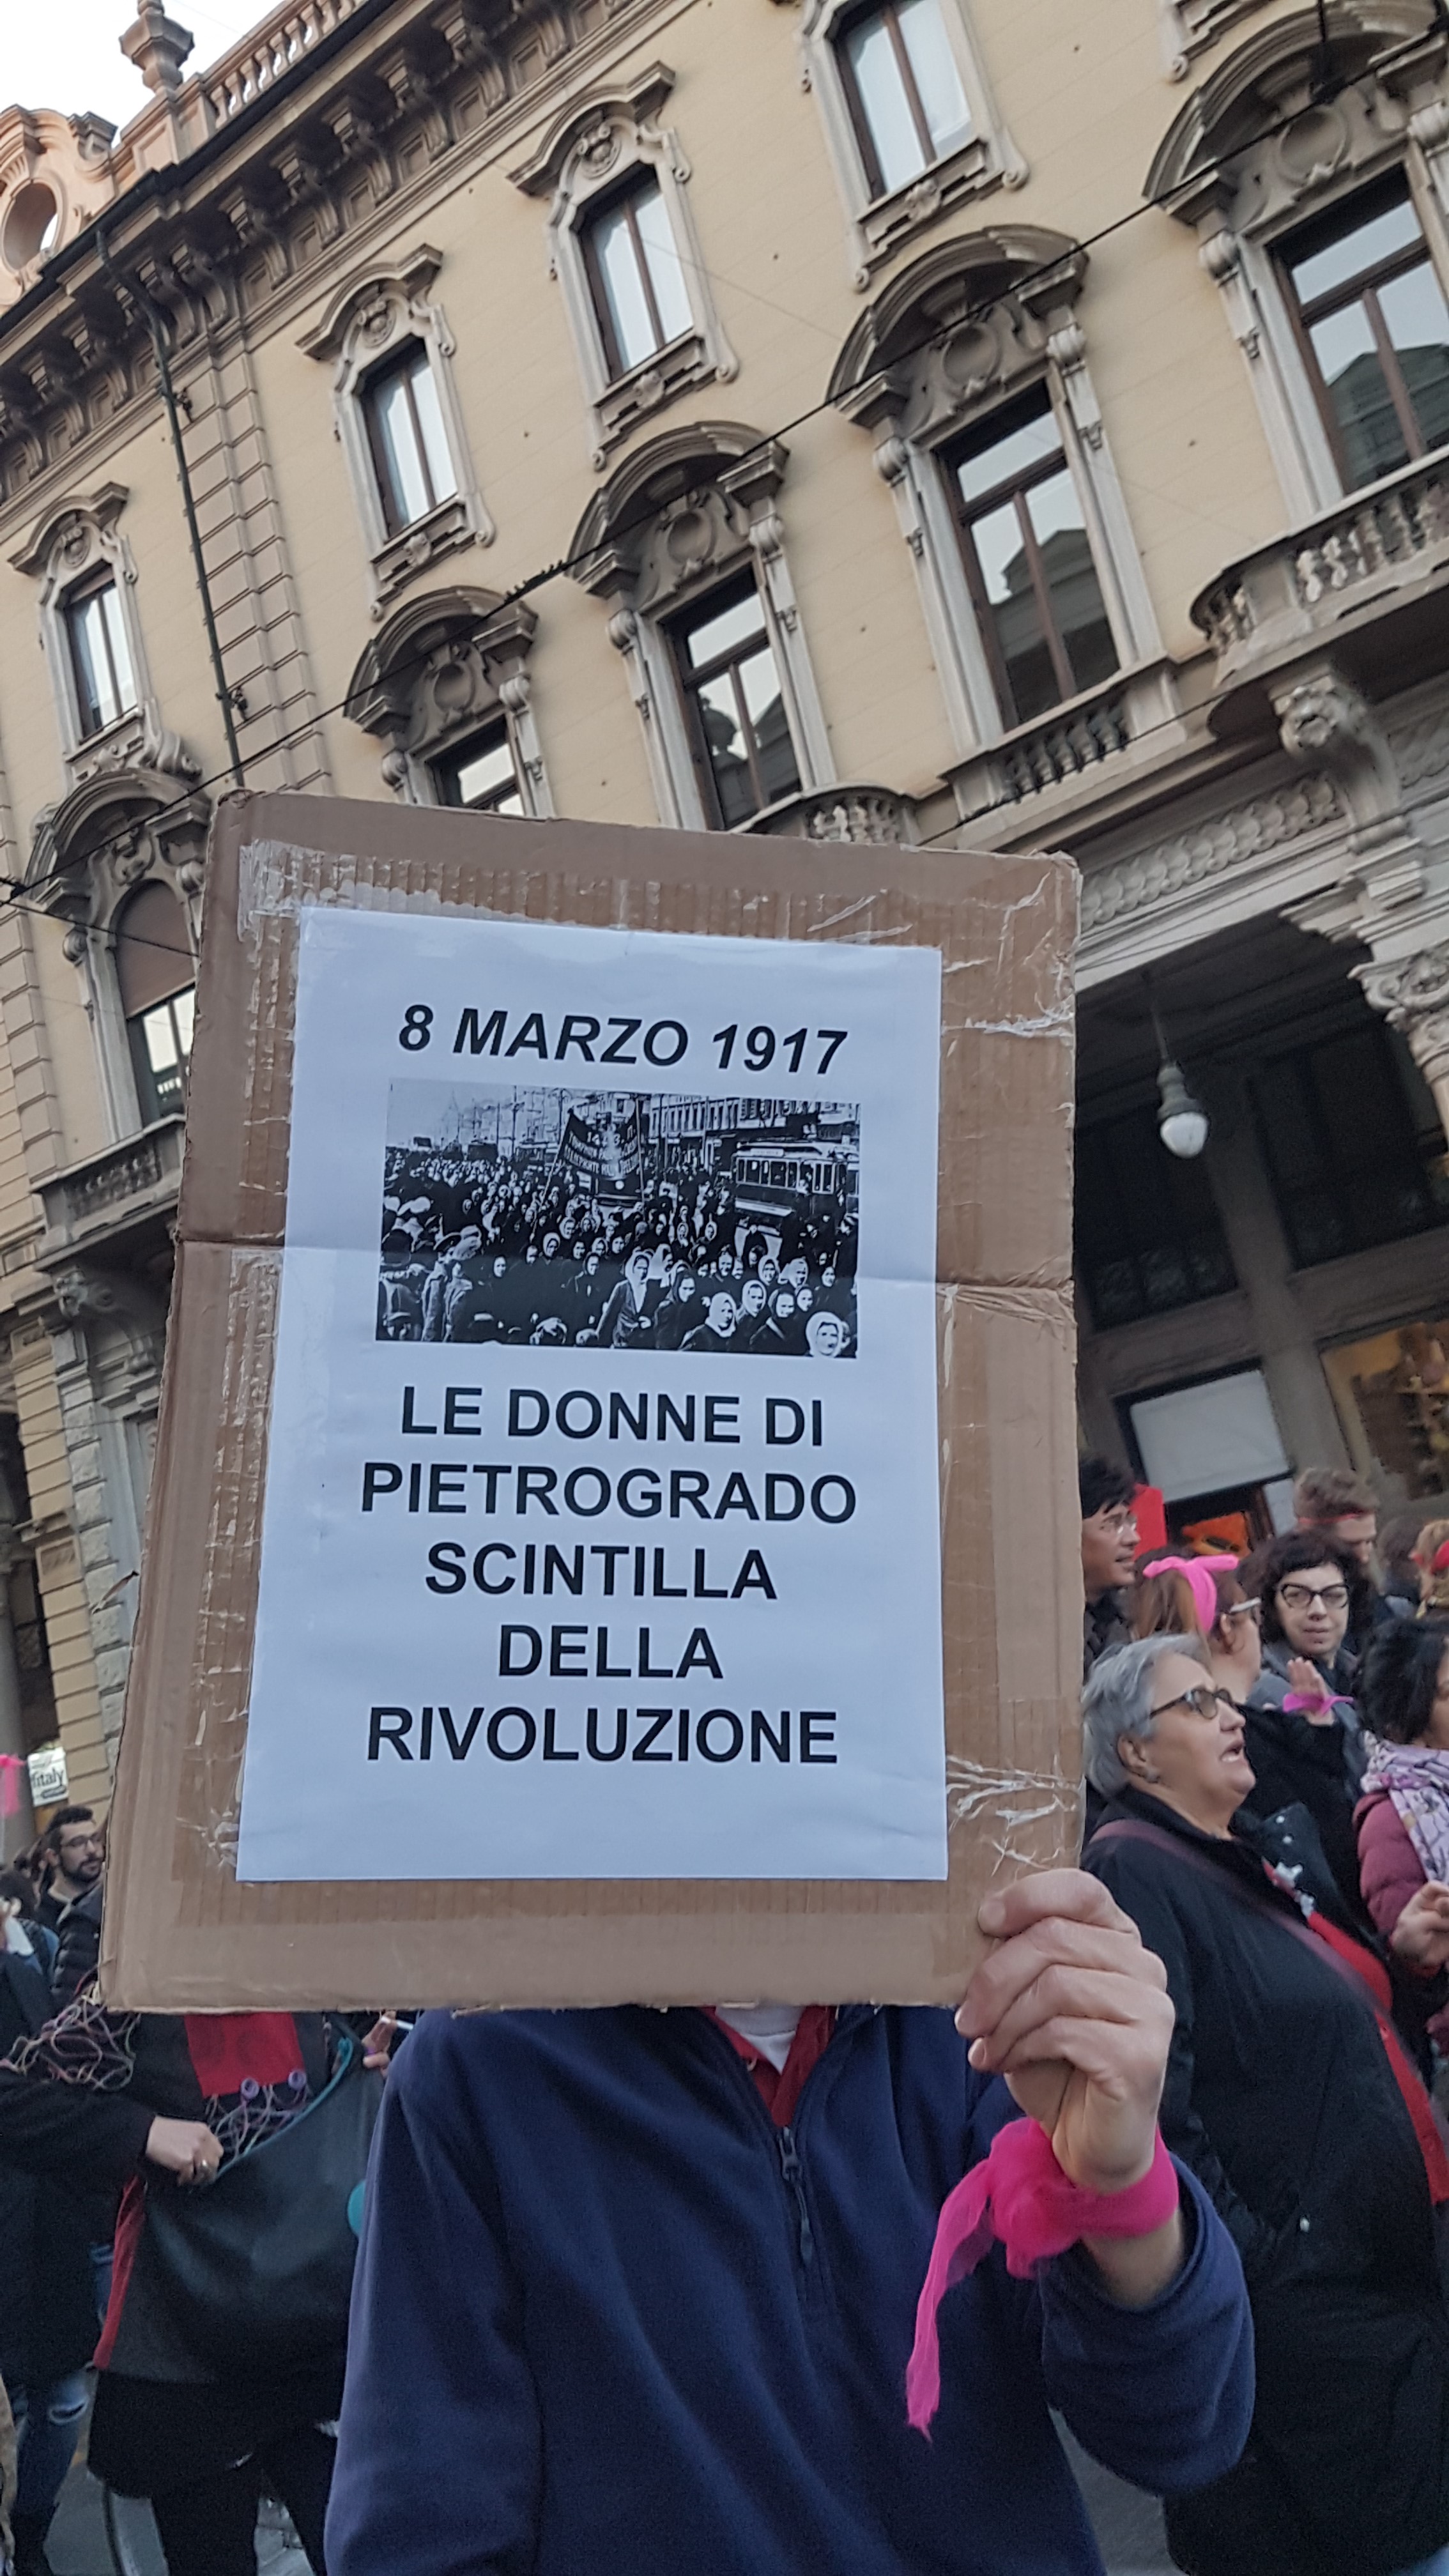 8 MARZO 1917
LE DONNE DI
PIETROGRADO
SCINTILLA
DELLA
RIVOLUZIONE